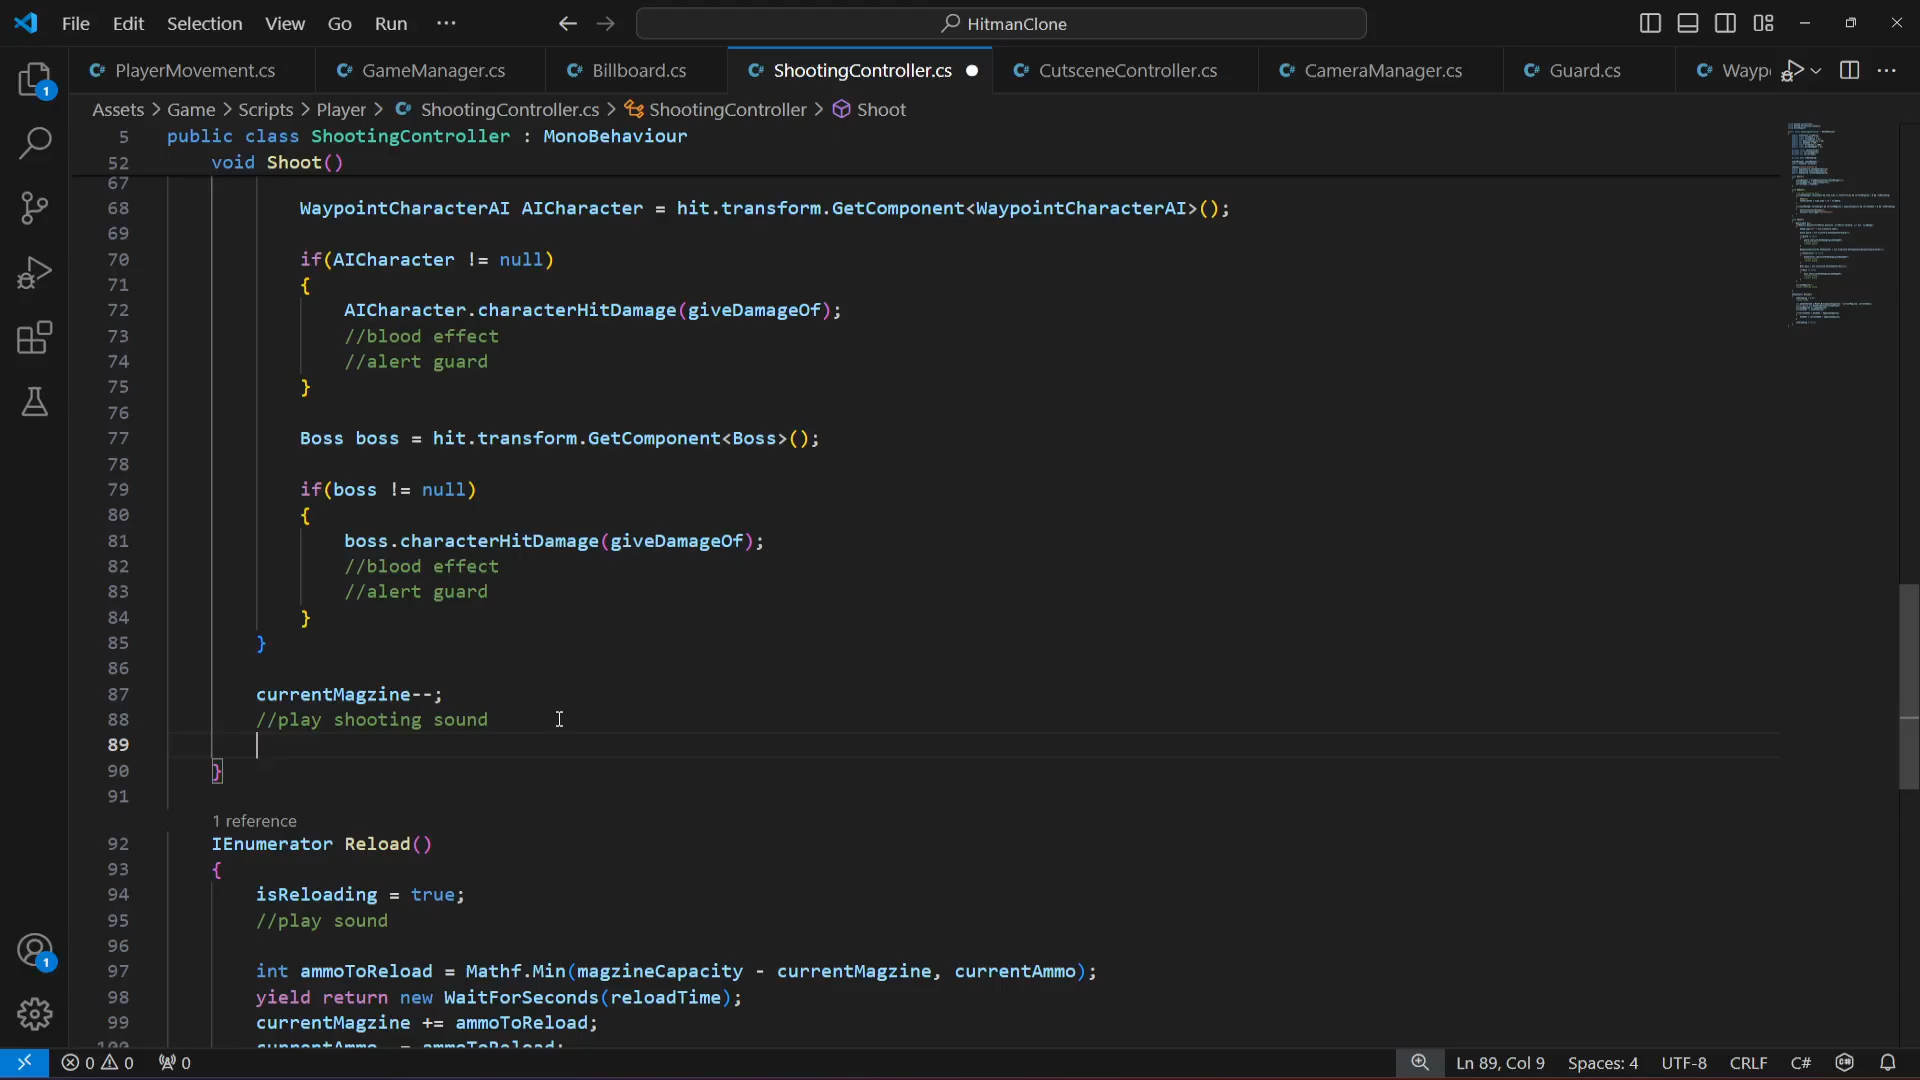 File Edit Selection View Go Run ··· HitmanClone
PlayerMovement.cs GameManager.cs Billboard.cs ShootingController.cs CutsceneController.cs CameraManager.cs Guard.cs Wayp
Assets > Game > Scripts > Player > ShootingController.cs > ShootingController > Shoot
5 public class ShootingController : MonoBehaviour
52 void Shoot()
67
68 WaypointCharacterAI AICharacter = hit.transform.GetComponent<WaypointCharacterAI>();
69
70 if(AICharacter != null)
71 {
72 AICharacter.characterHitDamage(giveDamageOf);
73 //blood effect
74 //alert guard
75 }
76
77 Boss boss = hit.transform.GetComponent<Boss>();
78
79 if(boss != null)
80 {
81 boss.characterHitDamage(giveDamageOf);
82 //blood effect
83 //alert guard
84 }
85 }
86
87 currentMagzine--;
88 //play shooting sound
89
90 }
91
1 reference
92 IEnumerator Reload()
93 {
94 isReloading = true;
95 //play sound
96
97 int ammoToReload = Mathf.Min(magzineCapacity - currentMagzine, currentAmmo);
98 yield return new WaitForSeconds(reloadTime);
99 currentMagzine += ammoToReload;
100 currentAmmo -= ammoToReload;
0 0 0 Ln 89, Col 9 Spaces: 4 UTF-8 CRLF C#
1
1